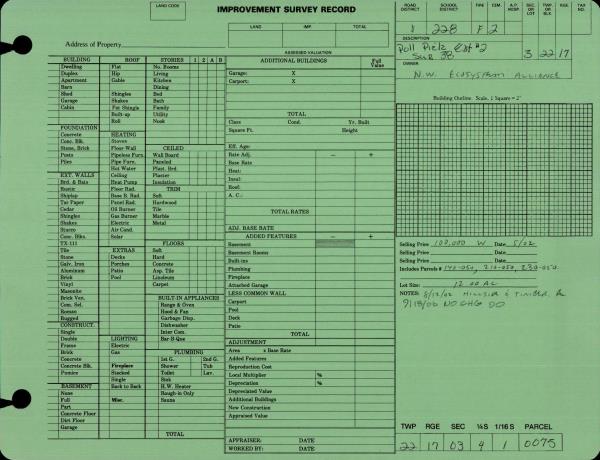 LAND CODE
IMPROVEMENT SURVEY RECORD
ROAD DISTRICT SCHOOL DISTRICT FIRE CEM. A.P. HOSP. SEC. OR LOT TWP. OR BLK RGE. TAX NO.
LAND IMP. TOTAL
1 228 F2
Address of Property
DESCRIPTION
Lot #2
Sur 38
3 22 17
OWNER
N.W. ECOSYSTEM ALLIANCE
ASSESSED VALUATION
BUILDING ROOF STORIES 1 2 A B
Dwelling Flat No. Rooms
Duplex Hip Living
Apartment Gable Kitchen
Barn Dining
Shed Shingles Bed
Garage Shakes Bath
Cabin Pat Shingle Family
Built-up Utility
Roll Nook
FOUNDATION
Concrete HEATING
Conc. Blk. Stoves CEILED
Stone, Brick Floor-Wall Wall Board
Posts Pipeless Furn. Paneled
Piles Pipe Furn. Plast. Brd.
Hot Water Plaster
EXT. WALLS Ceiling Insulation
Brd. & Bats Heat Pump
Rustic Floor Rad. TRIM
Shiplap Base B. Rad. Soft
Tar Paper Panel Rad. Hardwood
Cedar Oil Burner Tile
Shingles Gas Burner Marble
Shakes Electric Metal
Stucco Air Cond.
Conc. Blks. Solar
TX-111 FLOORS
Tile EXTRAS Soft
Stone Decks Hard
Galv. Iron Porches Concrete
Aluminum Patio Asp. Tile
Brick Pool Linoleum
Vinyl Carpet
Masonite
Brick Ven. BUILT-IN APPLIANCES
Com. Sel. Range & Oven
Roman Hood & Fan
Rugged Garbage Disp.
CONSTRUCT. Dishwasher
Single Inter Com.
Double LIGHTING Bar-B-Que
Frame Electric
Brick Gas PLUMBING
Concrete 1st G. 2nd G.
Concrete Blk. Fireplace Shower Tub
Pumice Stacked Toilet Lav.
Single Sink
BASEMENT Back to Back H.W. Heater
None Rough-in Only
Full Misc. Sauna
Part
Concrete Floor
Dirt Floor
Garage
TOTAL
ADDITIONAL BUILDINGS Full Value
Garage: X
Carport: X
TOTAL
Class Cond. Yr. Built
Square Ft. Height
Eff. Age:
Rate Adj. − +
Base Rate
Heat:
Insul:
Roof:
A. C.:
TOTAL RATES
ADJ. BASE RATE
ADDED FEATURES − +
Basement
Basement Rooms
Built-ins
Plumbing
Fireplace
Attached Garage
LESS COMMON WALL
Carport
Pool
Deck
Patio
TOTAL
ADJUSTMENT
Area x Base Rate
Added Features
Reproduction Cost
Local Multiplier %
Depreciation %
Depreciated Value
Additional Buildings
New Construction
Appraised Value
APPRAISER: DATE
WORKED BY: DATE
Building Outline. Scale, 1 Square = 2'
Selling Price 100,000 W Date 5/02
Selling Price Date
Selling Price Date
Includes Parcels #
Lot Size: 12.00 AC
NOTES: 8/12/02 HILLSIDE & TIMBER
9/18/00 NO CHG DO
TWP RGE SEC ¼S 1/16 S PARCEL
22 17 03 4 1 0075